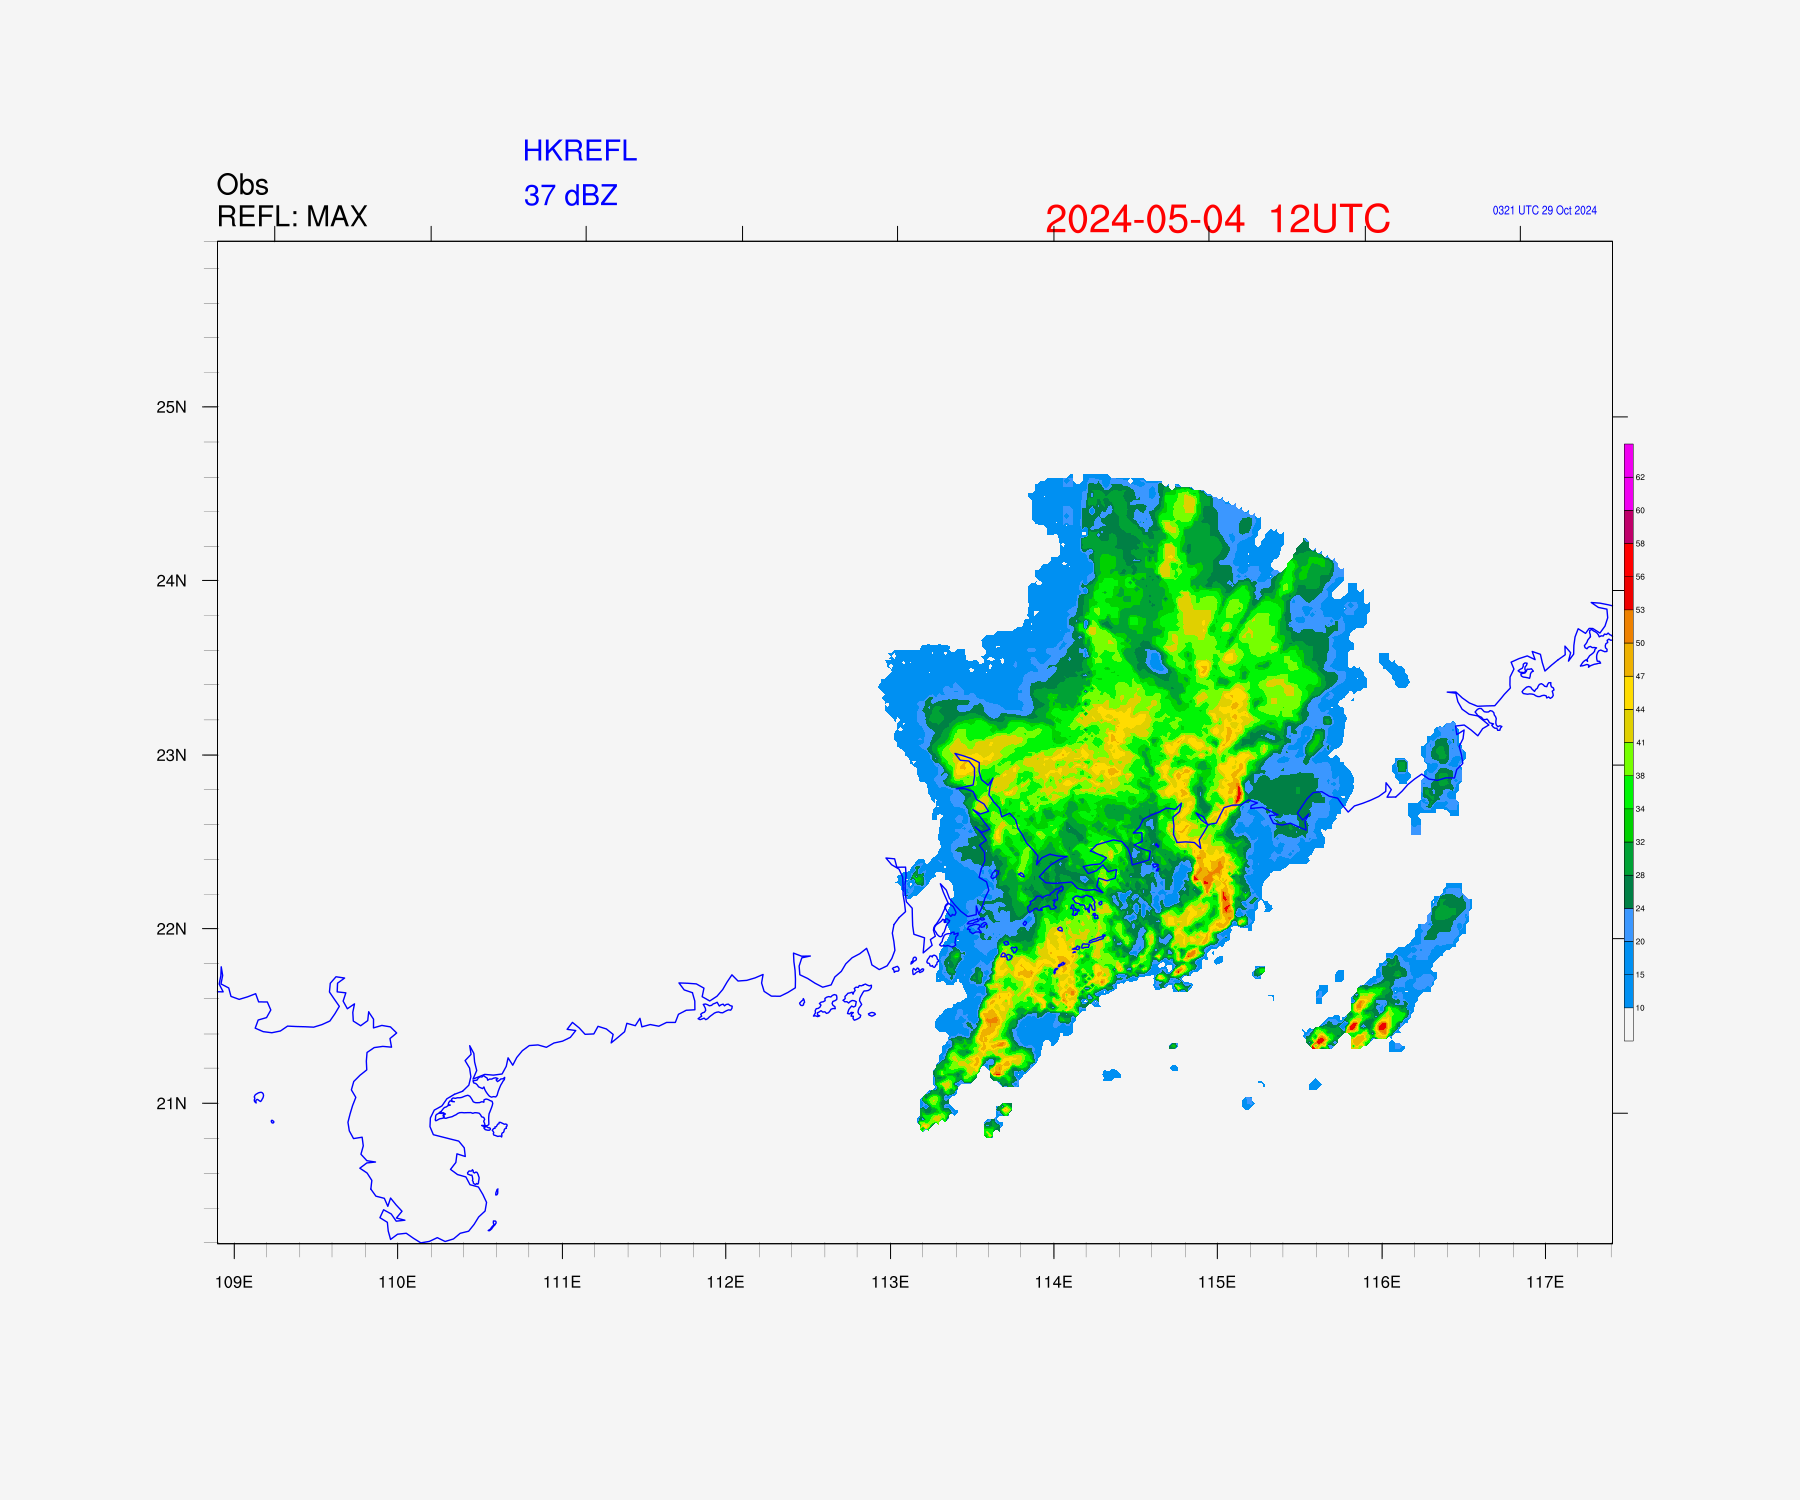 HKREFL
Obs
37 dBZ
REFL: MAX
2024-05-04 12UTC
0321 UTC 29 Oct 2024
25N
24N
23N
22N
21N
62
60
58
56
53
50
47
44
41
38
34
32
28
24
20
15
10
109E
110E
111E
112E
113E
114E
115E
116E
117E